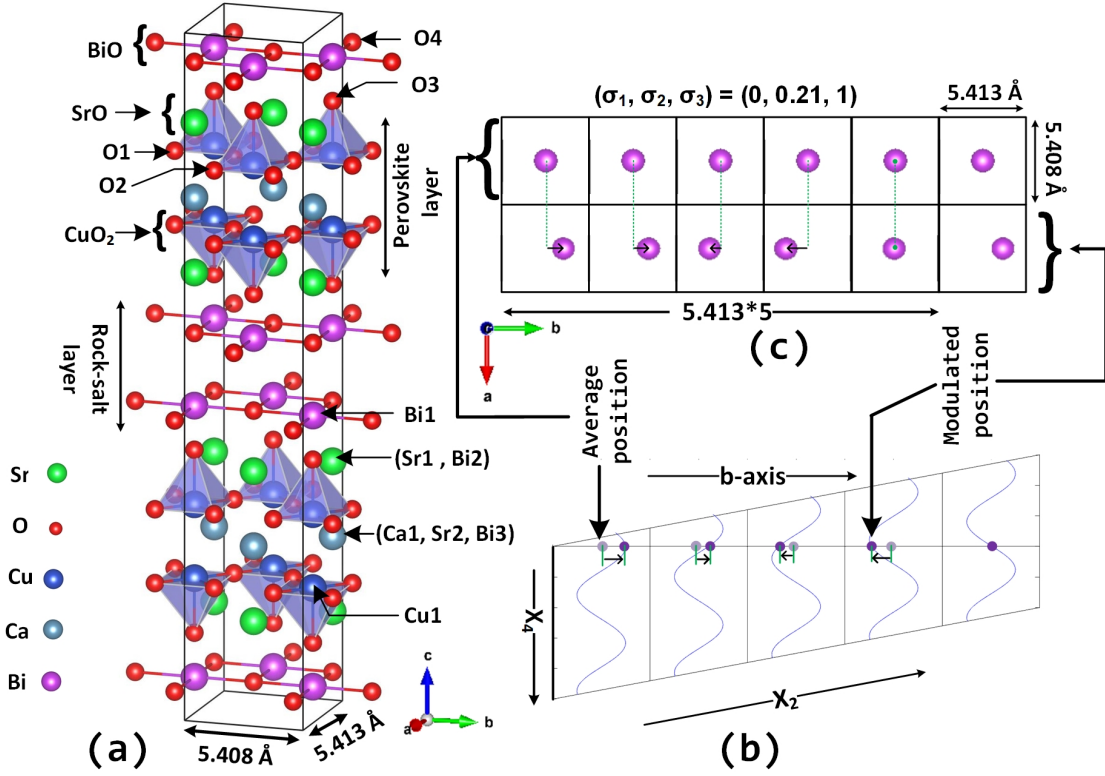 BiO
O4
O3
SrO
O1
O2
CuO₂
Perovskite
layer
Rock-salt
layer
Bi1
(Sr1 , Bi2)
(Ca1, Sr2, Bi3)
Cu1
Sr
O
Cu
Ca
Bi
5.408 Å
5.413 Å
c
b
a
(a)
(σ₁, σ₂, σ₃) = (0, 0.21, 1)
5.413 Å
5.408 Å
5.413*5
c
b
a
(c)
Average
position
Modulated
position
b-axis
X₄
X₂
(b)